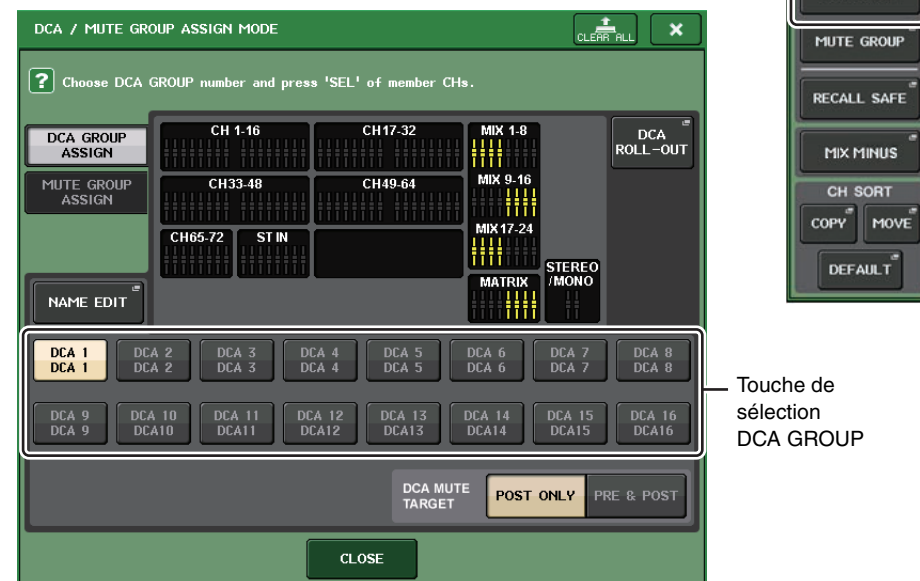 DCA / MUTE GROUP ASSIGN MODE
CLEAR ALL
? Choose DCA GROUP number and press 'SEL' of member CHs.
DCA GROUP
ASSIGN
MUTE GROUP
ASSIGN
CH 1-16
CH17-32
MIX 1-8
CH33-48
CH49-64
MIX 9-16
CH65-72
ST IN
MIX17-24
MATRIX
STEREO
/MONO
DCA
ROLL-OUT
NAME EDIT
DCA 1
DCA 1
DCA 2
DCA 2
DCA 3
DCA 3
DCA 4
DCA 4
DCA 5
DCA 5
DCA 6
DCA 6
DCA 7
DCA 7
DCA 8
DCA 8
DCA 9
DCA 9
DCA 10
DCA10
DCA 11
DCA11
DCA 12
DCA12
DCA 13
DCA13
DCA 14
DCA14
DCA 15
DCA15
DCA 16
DCA16
DCA MUTE
TARGET
POST ONLY
PRE & POST
CLOSE
MUTE GROUP
RECALL SAFE
MIX MINUS
CH SORT
COPY
MOVE
DEFAULT
Touche de
sélection
DCA GROUP